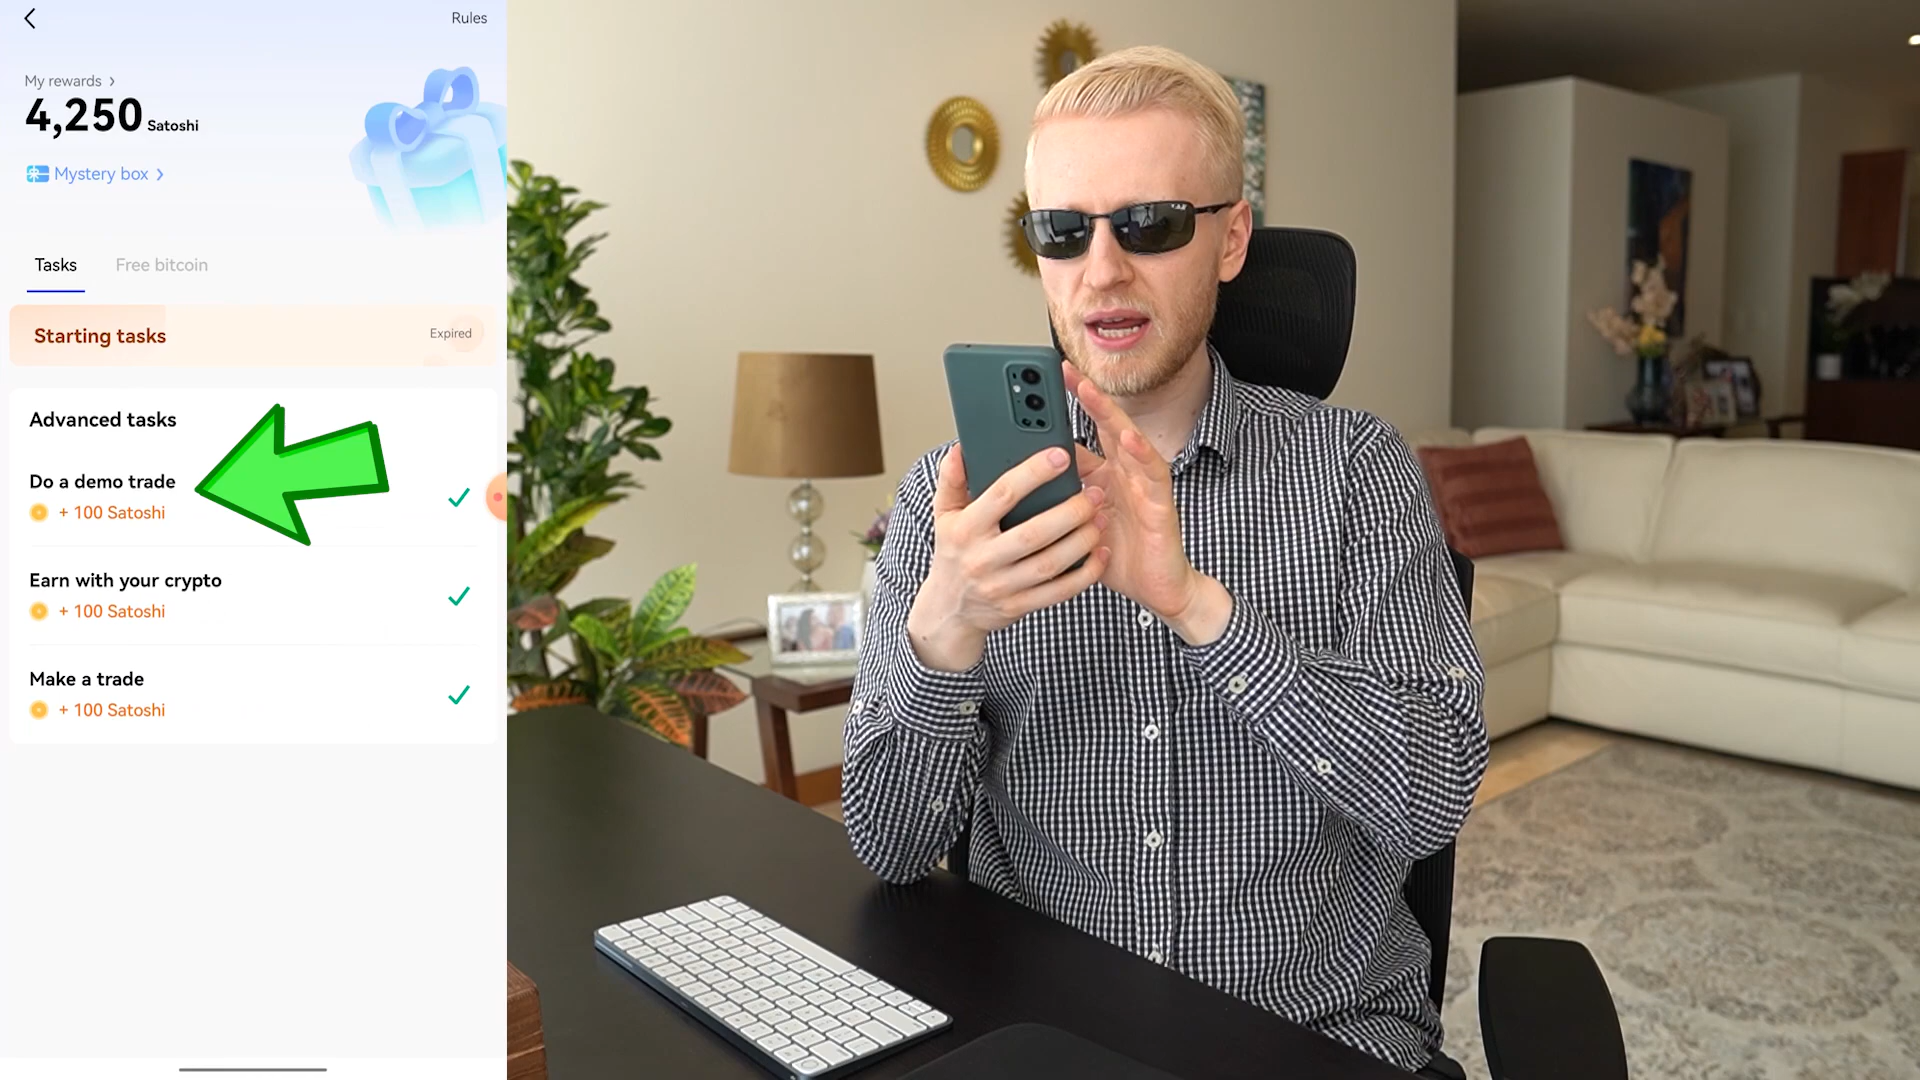 Rules
My rewards
4,250 Satoshi
Mystery box
Tasks
Free bitcoin
Starting tasks
Expired
Advanced tasks
Do a demo trade
+ 100 Satoshi
Earn with your crypto
+ 100 Satoshi
Make a trade
+ 100 Satoshi